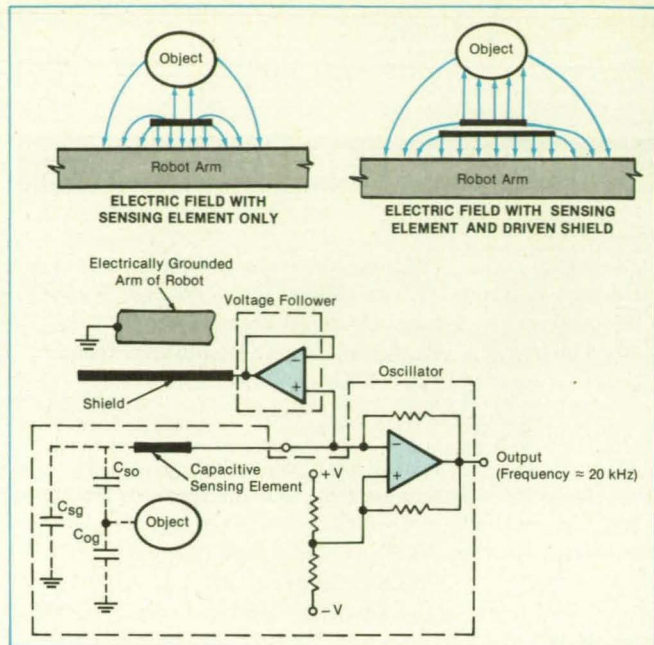 Object
Robot Arm
ELECTRIC FIELD WITH
SENSING ELEMENT ONLY
Object
Robot Arm
ELECTRIC FIELD WITH SENSING
ELEMENT AND DRIVEN SHIELD
Electrically Grounded
Arm of Robot
Voltage Follower
−
+
Oscillator
Shield
Capacitive
Sensing Element
Cso
Csg
Object
Cog
+V
−
+
Output
(Frequency ≈ 20 kHz)
−V